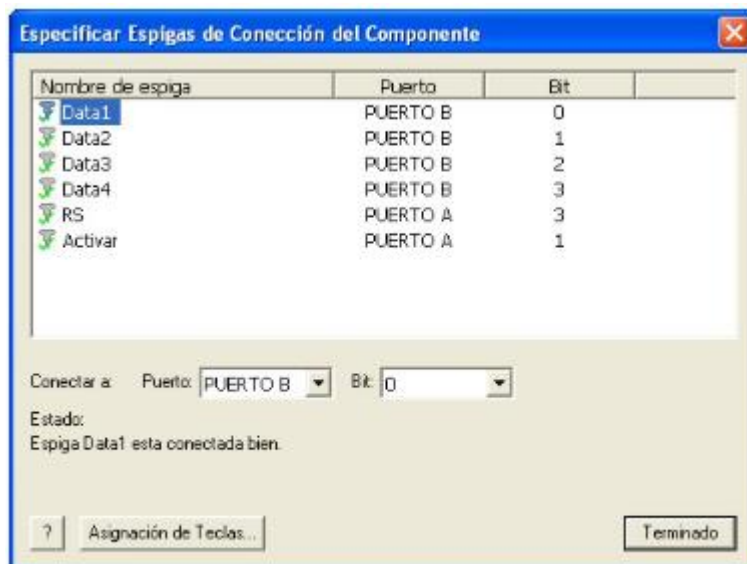 Especificar Espigas de Conección del Componente
Nombre de espiga Puerto Bit
Data1 PUERTO B 0
Data2 PUERTO B 1
Data3 PUERTO B 2
Data4 PUERTO B 3
RS PUERTO A 3
Activar PUERTO A 1
Conectar a: Puerto: PUERTO B Bit: 0
Estado:
Espiga Data1 esta conectada bien.
? Asignación de Teclas... Terminado